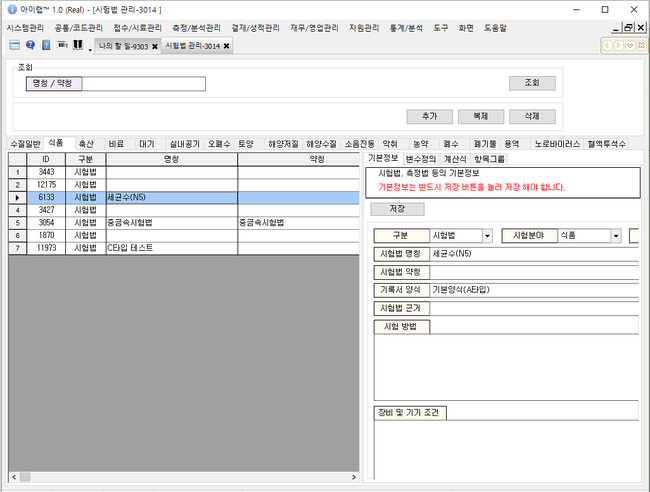 아이랩™ 1.0 (Real) - [시험법 관리-3014 ]
시스템관리 공통/코드관리 접수/시료관리 측정/분석관리 결재/성적관리 재무/영업관리 자원관리 통계/분석 도구 화면 도움말
나의 할 일-9303 시험법 관리-3014
조회
명칭 / 약칭 조회
추가 복제 삭제
수질일반 식품 축산 비료 대기 실내공기 오폐수 토양 해양저질 해양수질 소음진동 악취 농약 폐수 폐기물 용역 노로바이러스 혈액투석수
ID 구분 명칭 약칭
1 3443 시험법
2 12175 시험법
6133 시험법 세균수(N5)
4 3427 시험법
5 3054 시험법 중금속시험법 중금속시험법
6 1870 시험법
7 11973 시험법 C타입 테스트
기본정보 변수정의 계산식 항목그룹
시험법, 측정법 등의 기본정보
기본정보는 반드시 저장 버튼을 눌러 저장 해야 합니다.
저장
구분 시험법 시험분야 식품
시험법 명칭 세균수(N5)
시험법 약칭
기록서 양식 기본양식(A타입)
시험법 근거
시험 방법
장비 및 기기 조건